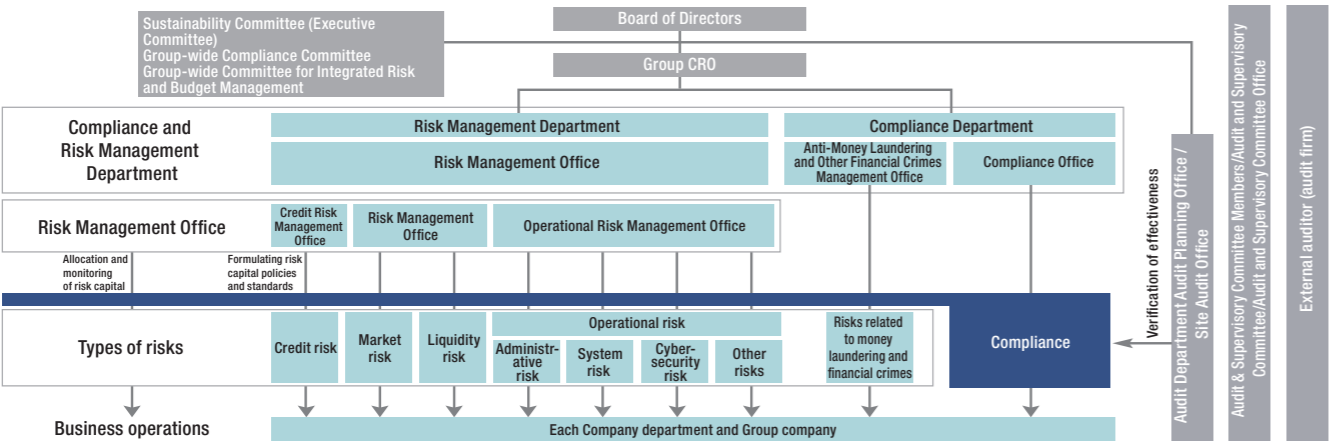 Sustainability Committee (Executive
Committee)
Group-wide Compliance Committee
Group-wide Committee for Integrated Risk
and Budget Management
Board of Directors
Group CRO
Compliance and
Risk Management
Department
Risk Management Department
Risk Management Office
Compliance Department
Anti-Money Laundering
and Other Financial Crimes
Management Office
Compliance Office
Risk Management Office
Credit Risk
Management
Office
Risk Management
Office
Operational Risk Management Office
Allocation and
monitoring
of risk capital
Formulating risk
capital policies
and standards
Types of risks
Credit risk
Market
risk
Liquidity
risk
Operational risk
Administr-
ative
risk
System
risk
Cyber-
security
risk
Other
risks
Risks related
to money
laundering and
financial crimes
Compliance
Business operations
Each Company department and Group company
Verification of effectiveness
Audit Department Audit Planning Office /
Site Audit Office
Audit & Supervisory Committee Members/Audit and Supervisory
Committee/Audit and Supervisory Committee Office
External auditor (audit firm)